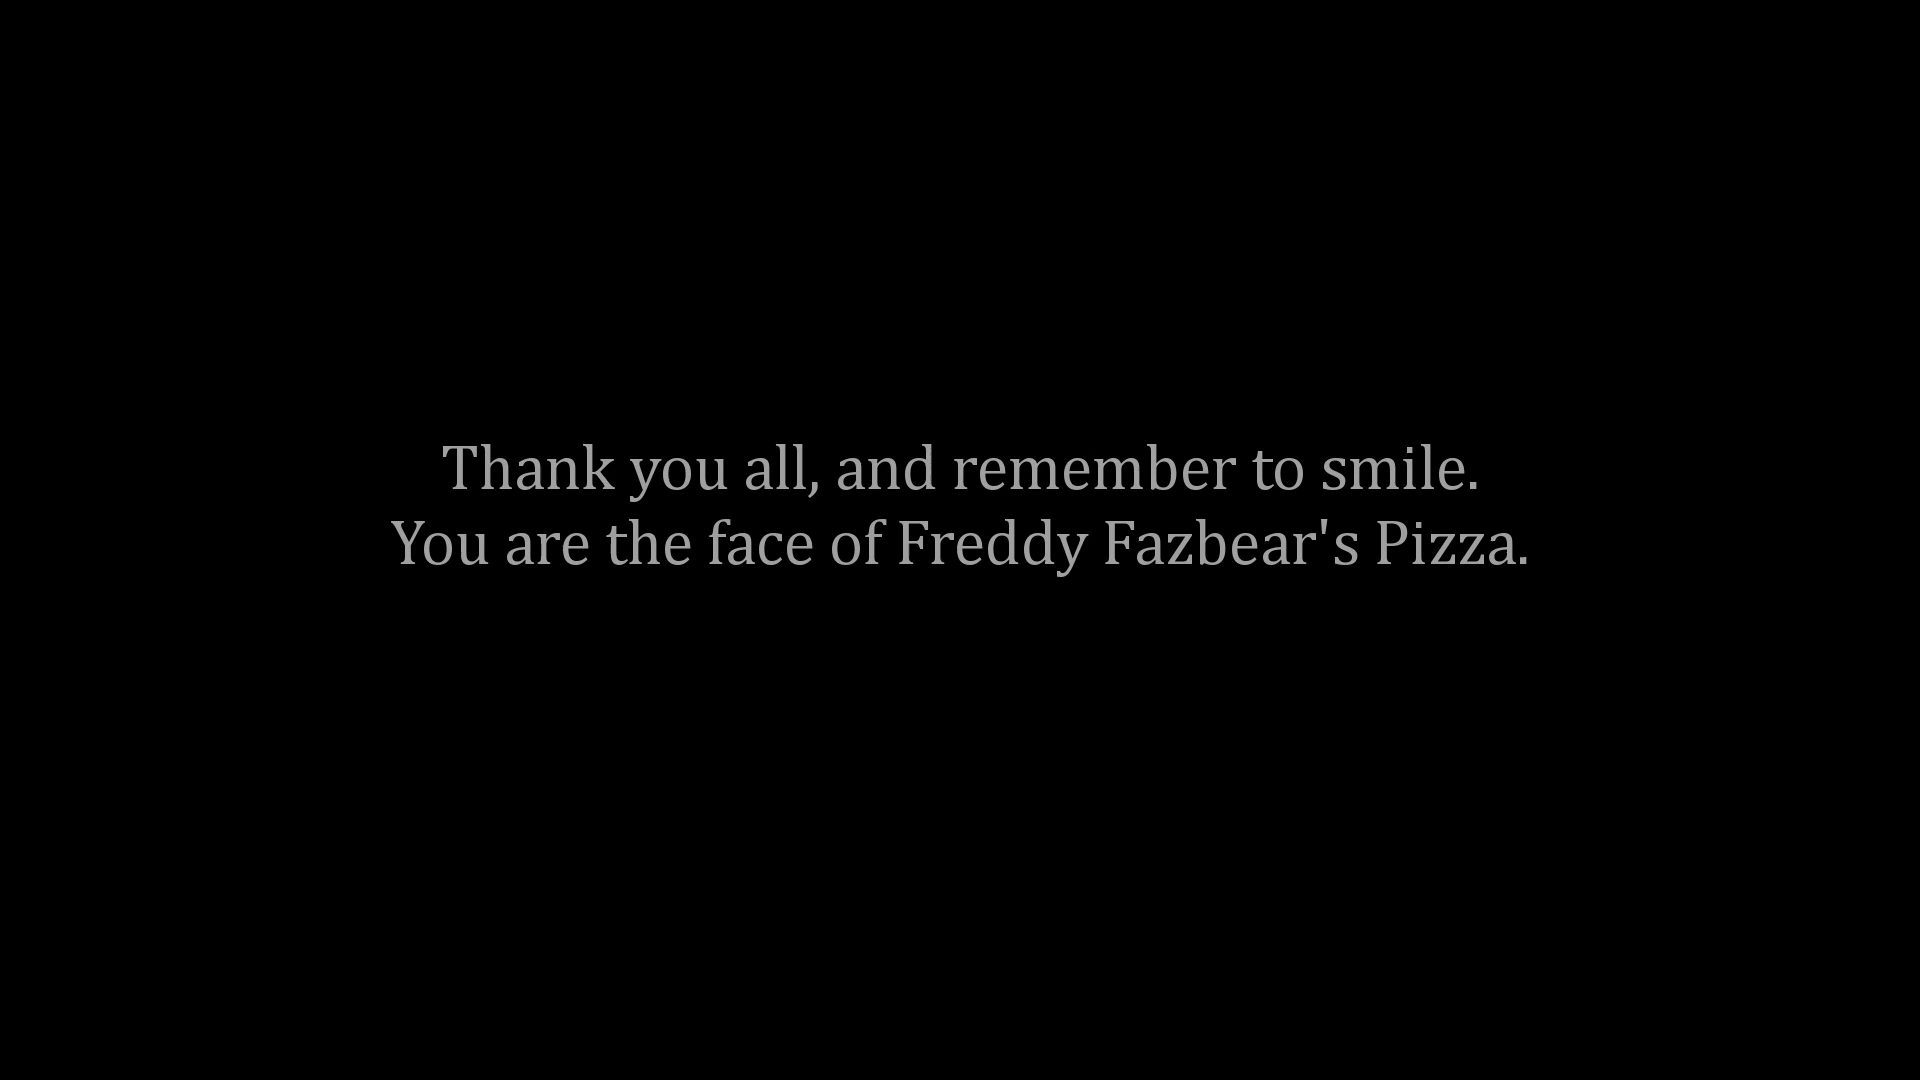 Thank you all, and remember to smile.
You are the face of Freddy Fazbear's Pizza.